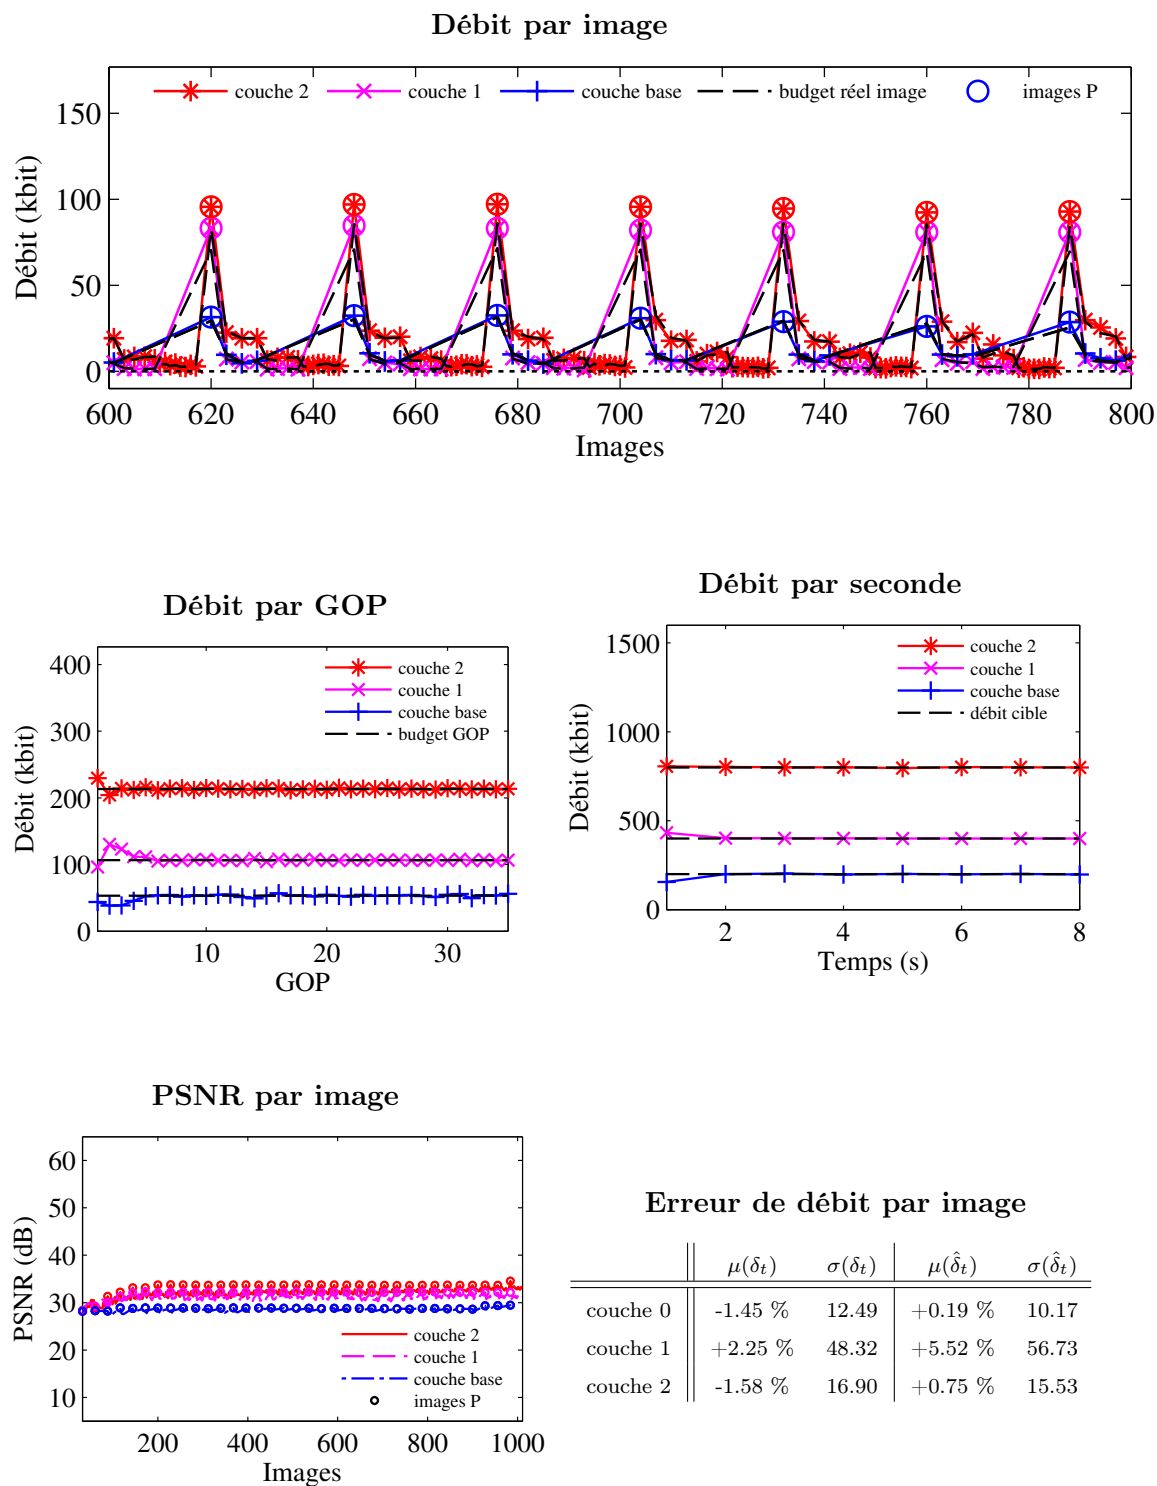 Débit par image
couche 2
couche 1
couche base
budget réel image
images P
Débit (kbit)
150
100
50
0
600 620 640 660 680 700 720 740 760 780 800
Images
Débit par GOP
couche 2
couche 1
couche base
budget GOP
Débit (kbit)
400
300
200
100
0
10 20 30
GOP
Débit par seconde
couche 2
couche 1
couche base
débit cible
Débit (kbit)
1500
1000
500
0
2 4 6 8
Temps (s)
PSNR par image
PSNR (dB)
60
50
40
30
20
10
couche 2
couche 1
couche base
images P
200 400 600 800 1000
Images
Erreur de débit par image
μ(δ_t) σ(δ_t) μ(δ̂_t) σ(δ̂_t)
couche 0 -1.45 % 12.49 +0.19 % 10.17
couche 1 +2.25 % 48.32 +5.52 % 56.73
couche 2 -1.58 % 16.90 +0.75 % 15.53